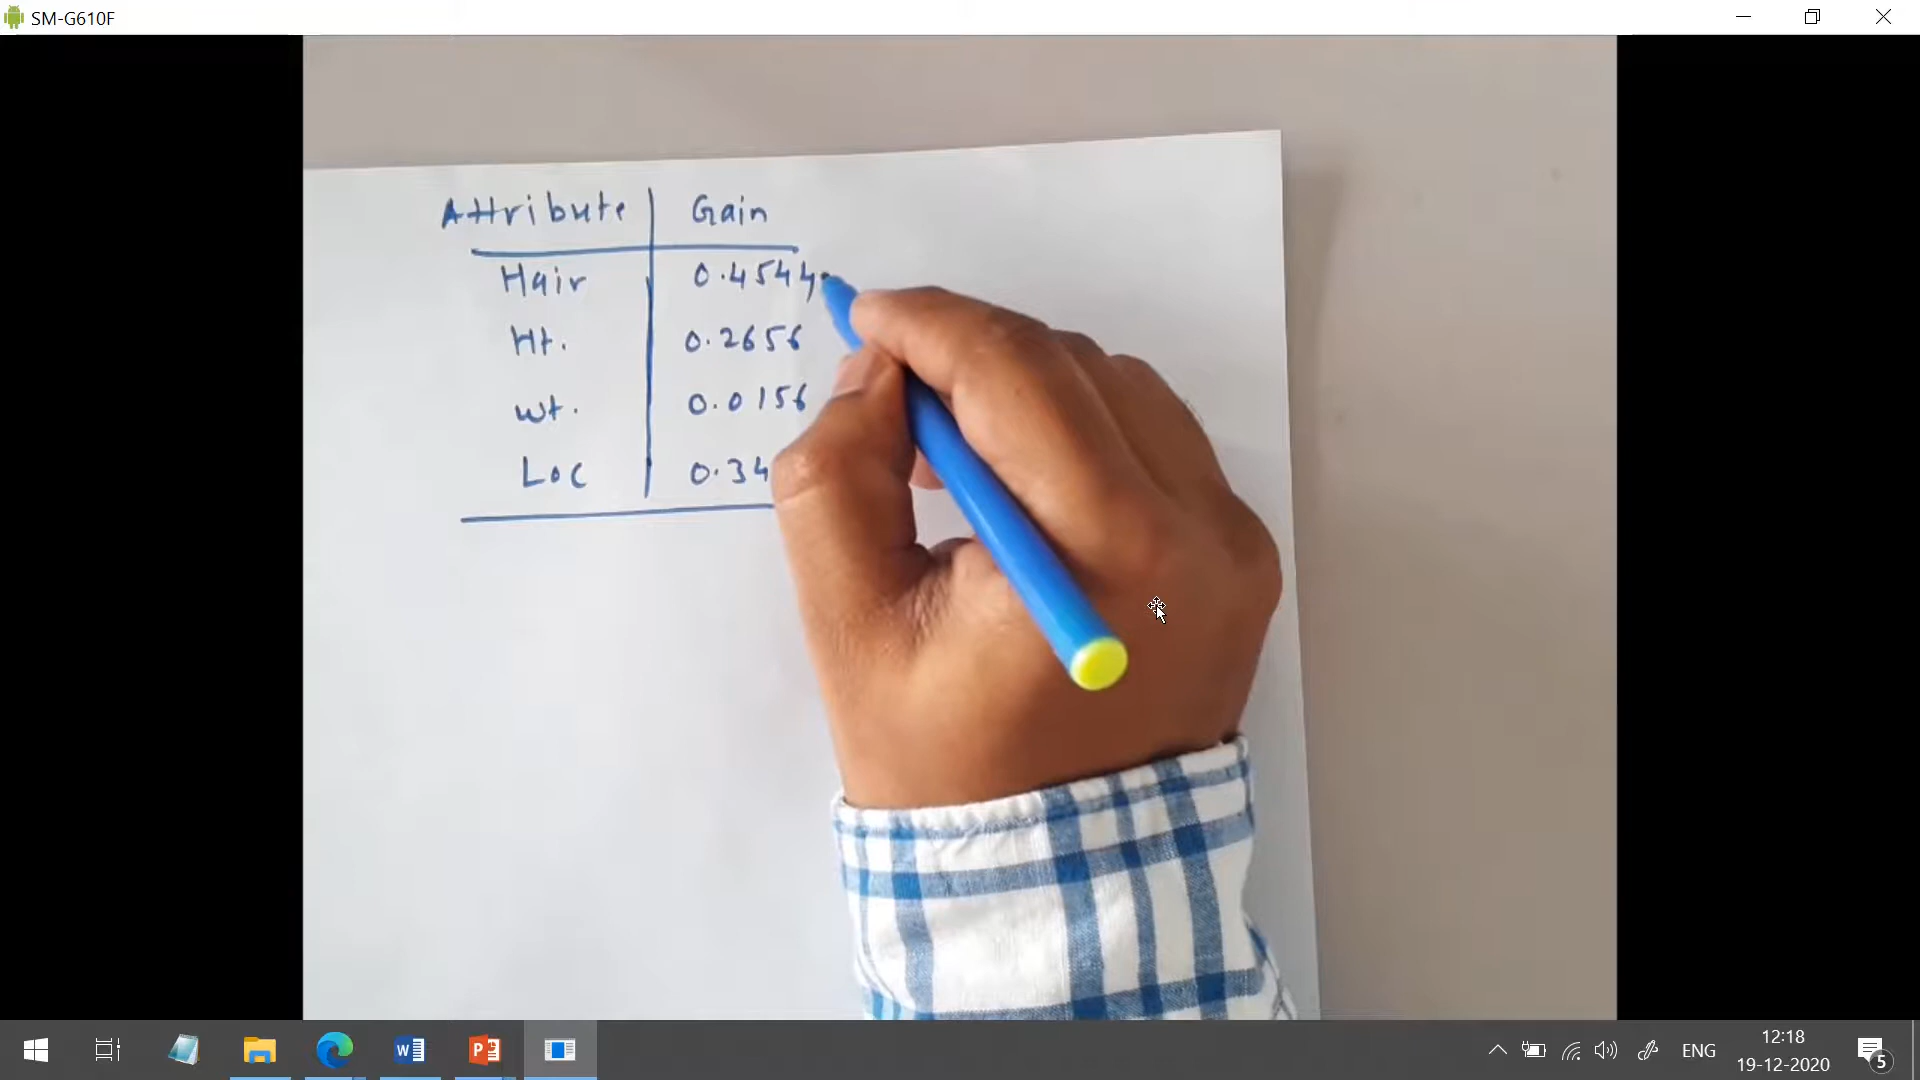 SM-G610F
Attribute Gain
Hair 0.4544
Ht. 0.2656
wt. 0.0156
Loc 0.34
ENG
12:18
19-12-2020
5